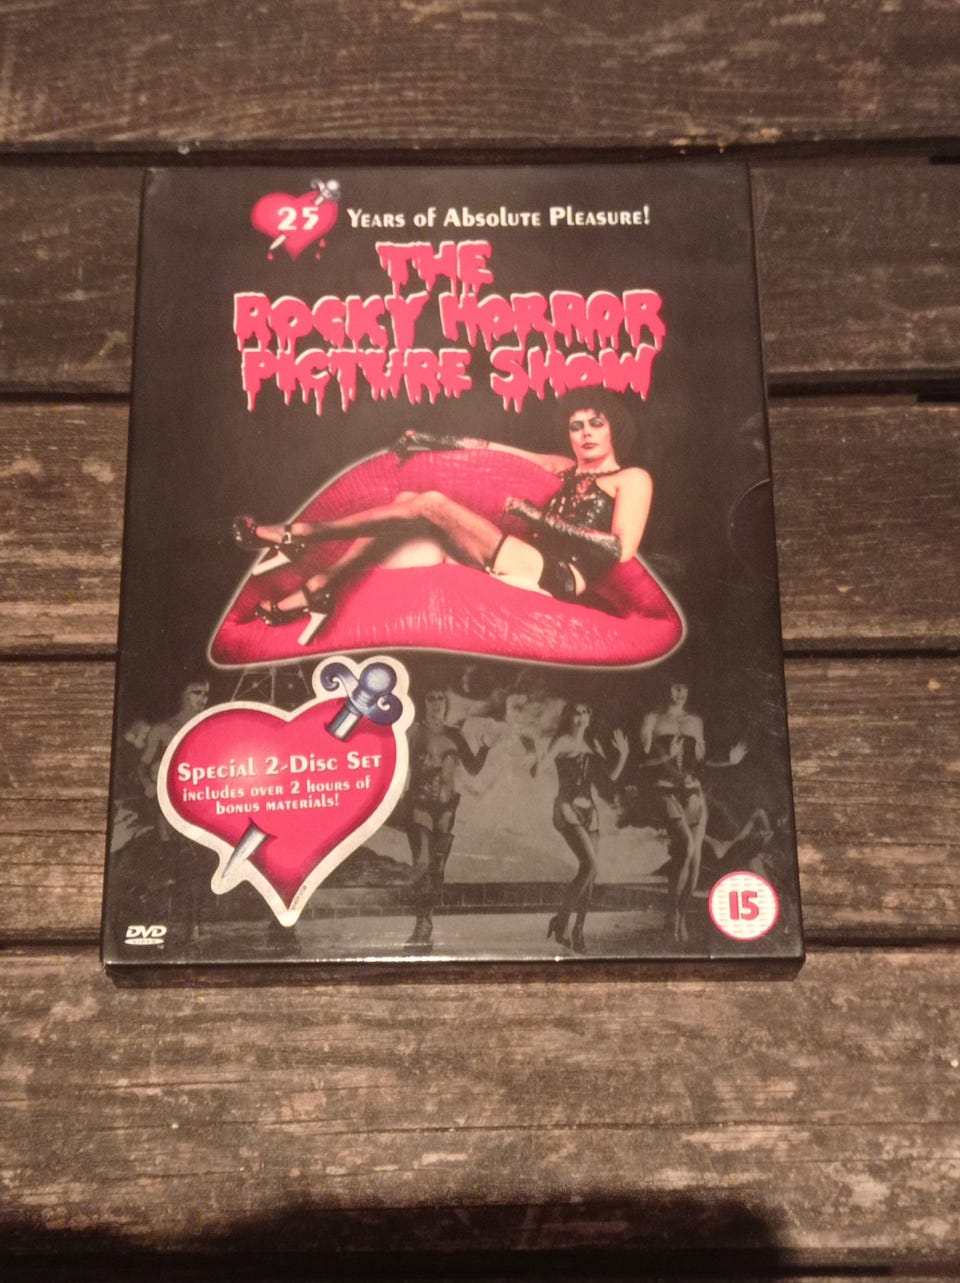 25 Years of Absolute Pleasure!
THE
ROCKY HORROR
PICTURE SHOW
Special 2-Disc Set
includes over 2 hours of
bonus materials!
DVD
VIDEO
15